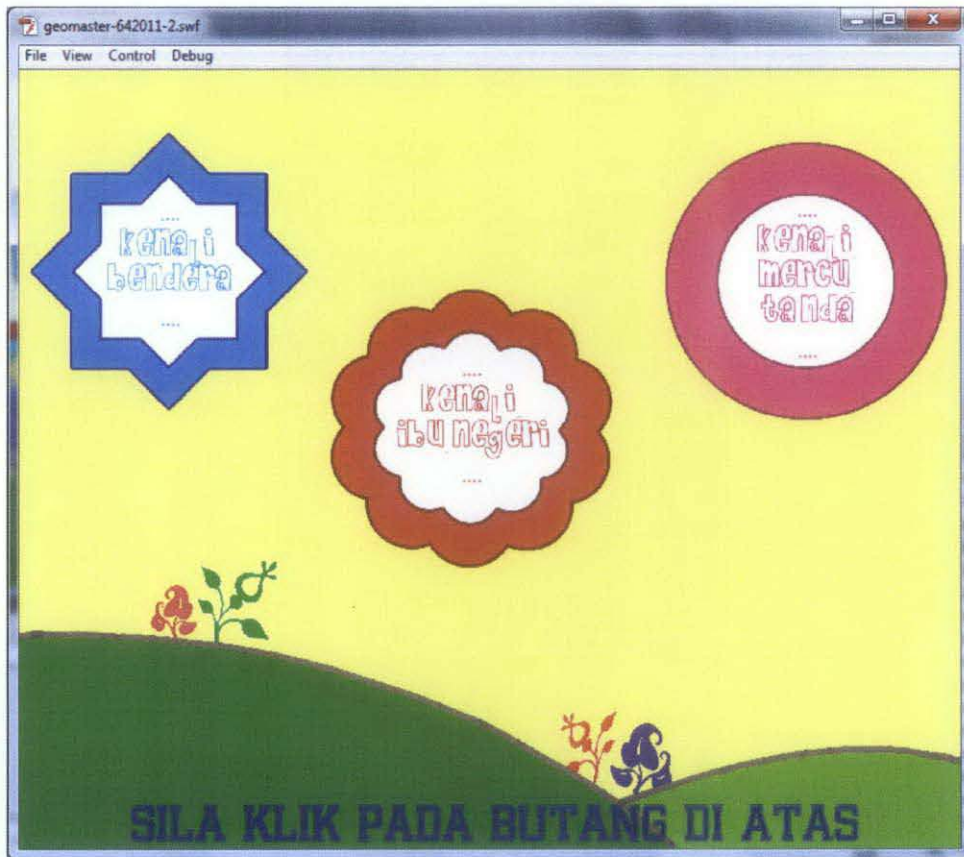 geomaster-642011-2.swf
File View Control Debug
....
kenali
bendera
....
....
kenali
mercu
tanda
....
....
kenali
ibu negeri
....
SILA KLIK PADA BUTANG DI ATAS